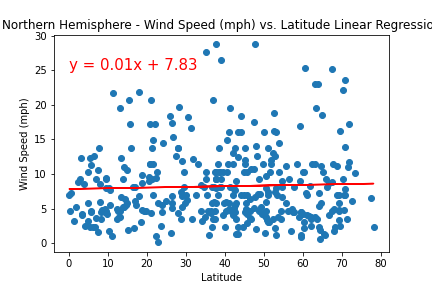 Northern Hemisphere - Wind Speed (mph) vs. Latitude Linear Regressio
30
25
20
15
10
5
0
y = 0.01x + 7.83
Wind Speed (mph)
0 10 20 30 40 50 60 70 80
Latitude